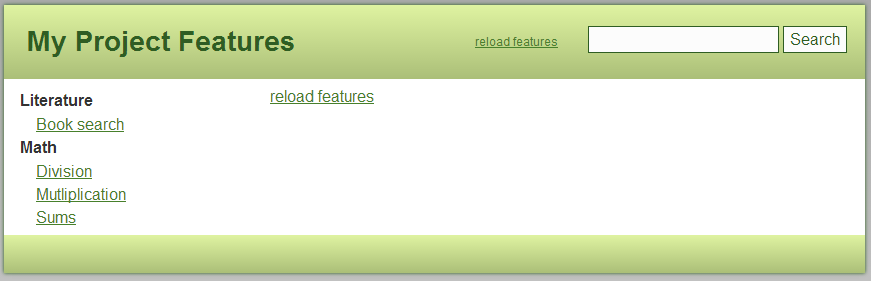 My Project Features
reload features
Search
Literature
Book search
Math
Division
Mutliplication
Sums
reload features